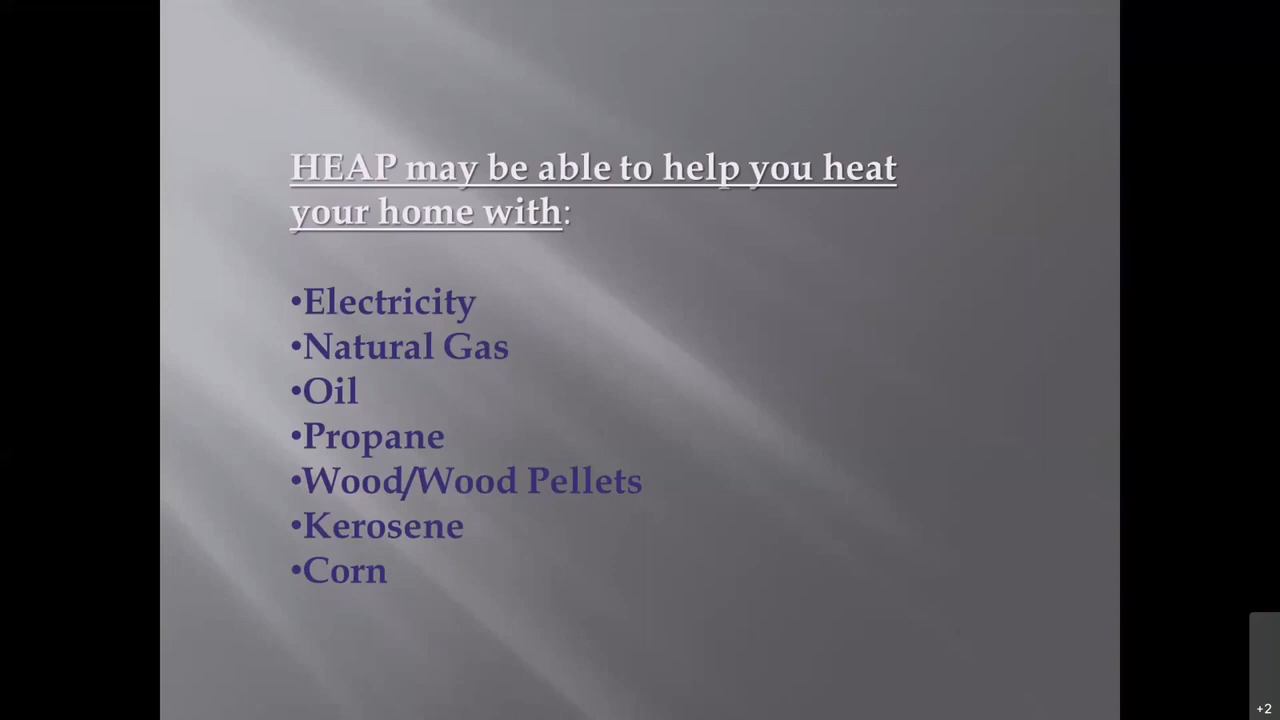 HEAP may be able to help you heat
your home with:
•Electricity
•Natural Gas
•Oil
•Propane
•Wood/Wood Pellets
•Kerosene
•Corn
+2